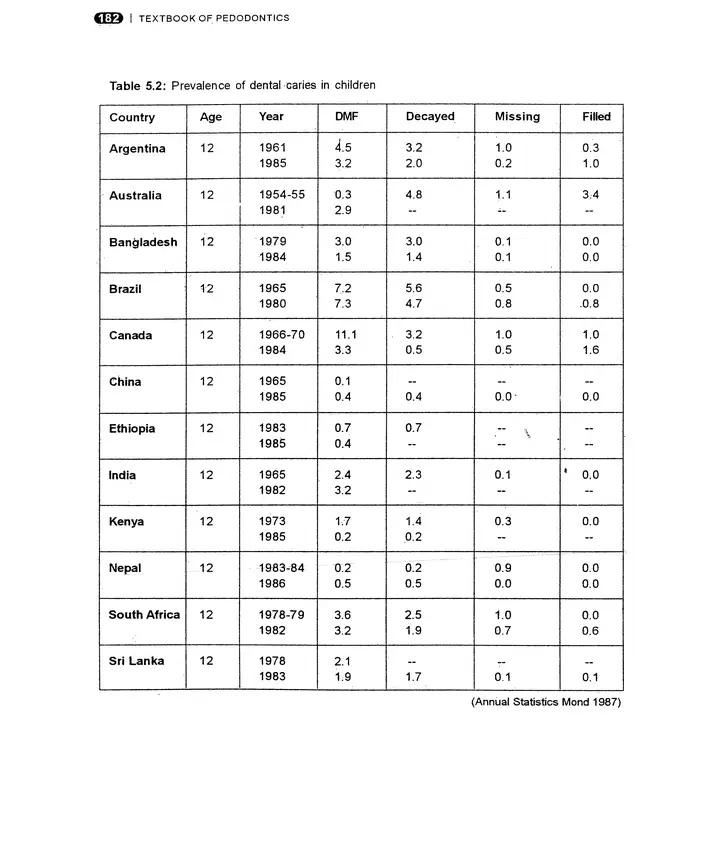 182 | TEXTBOOK OF PEDODONTICS
Table 5.2: Prevalence of dental caries in children
Country Age Year DMF Decayed Missing Filled
Argentina 12 1961 4.5 3.2 1.0 0.3
1985 3.2 2.0 0.2 1.0
Australia 12 1954-55 0.3 4.8 1.1 3.4
1981 2.9 -- -- --
Bangladesh 12 1979 3.0 3.0 0.1 0.0
1984 1.5 1.4 0.1 0.0
Brazil 12 1965 7.2 5.6 0.5 0.0
1980 7.3 4.7 0.8 0.8
Canada 12 1966-70 11.1 3.2 1.0 1.0
1984 3.3 0.5 0.5 1.6
China 12 1965 0.1 -- -- --
1985 0.4 0.4 0.0 0.0
Ethiopia 12 1983 0.7 0.7 -- --
1985 0.4 -- -- --
India 12 1965 2.4 2.3 0.1 0.0
1982 3.2 -- -- --
Kenya 12 1973 1.7 1.4 0.3 0.0
1985 0.2 0.2 -- --
Nepal 12 1983-84 0.2 0.2 0.9 0.0
1986 0.5 0.5 0.0 0.0
South Africa 12 1978-79 3.6 2.5 1.0 0.0
1982 3.2 1.9 0.7 0.6
Sri Lanka 12 1978 2.1 -- -- --
1983 1.9 1.7 0.1 0.1
(Annual Statistics Mond 1987)